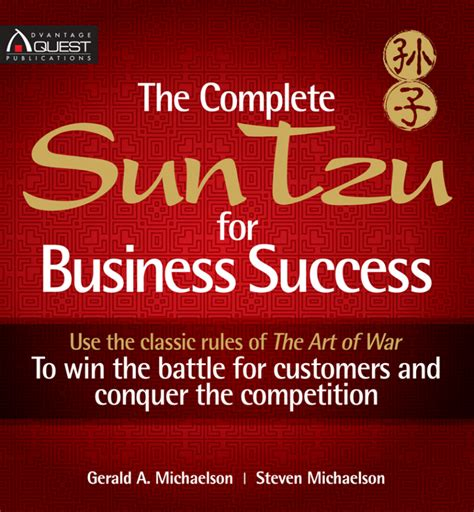 ADVANTAGE
QUEST
PUBLICATIONS
孙
子
The Complete
Sun Tzu
for
Business Success
Use the classic rules of The Art of War
To win the battle for customers and
conquer the competition
Gerald A. Michaelson | Steven Michaelson